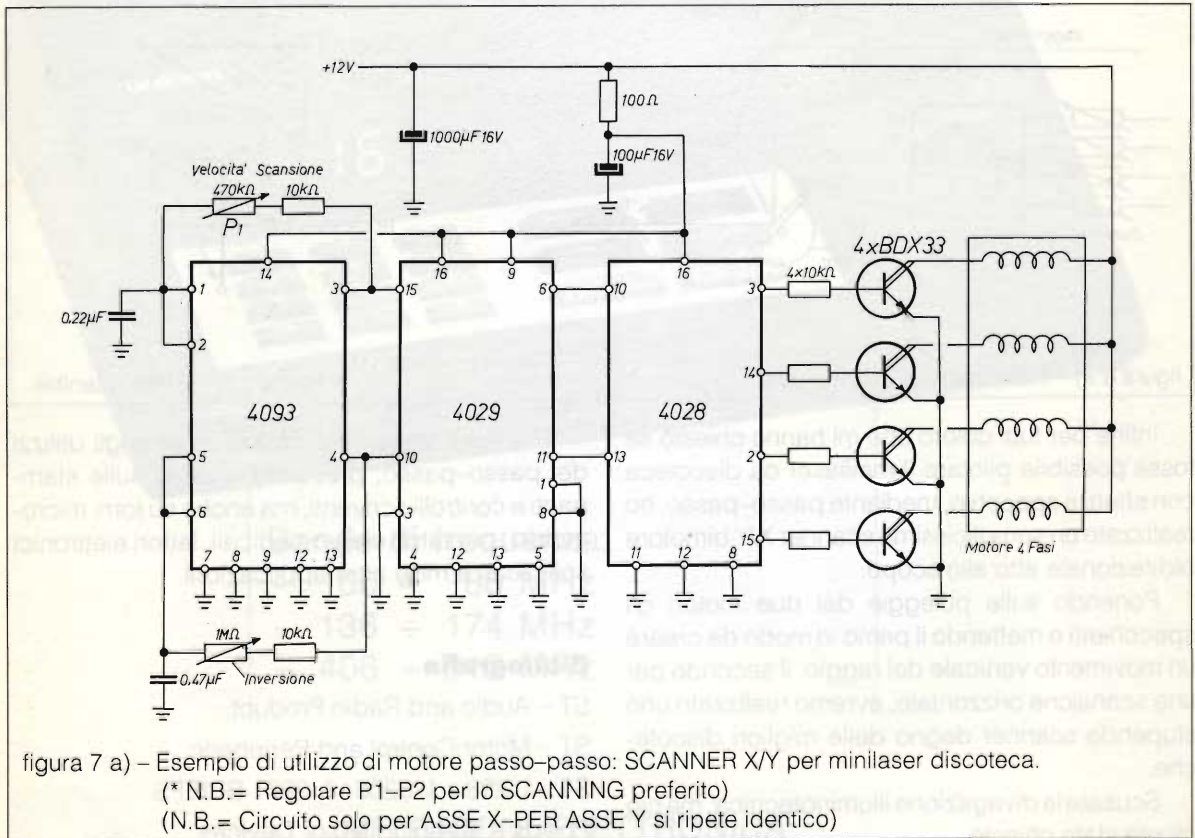 +12V
100Ω
1000µF16V
100µF16V
Velocita' Scansione
470kΩ 10kΩ
P1
4xBDX33
14 16 9 16
1 3 15 6 10 3 4x10kΩ
0.22µF
2
14
4093 4029 4028
5 4 10 11 13 2
1
6 3 8 15
Motore 4 Fasi
7 8 9 12 13 4 12 13 5 11 12 8
1MΩ 10kΩ
0.47µF Inversione
figura 7 a) – Esempio di utilizzo di motore passo–passo: SCANNER X/Y per minilaser discoteca.
(* N.B.= Regolare P1–P2 per lo SCANNING preferito)
(N.B.= Circuito solo per ASSE X–PER ASSE Y si ripete identico)